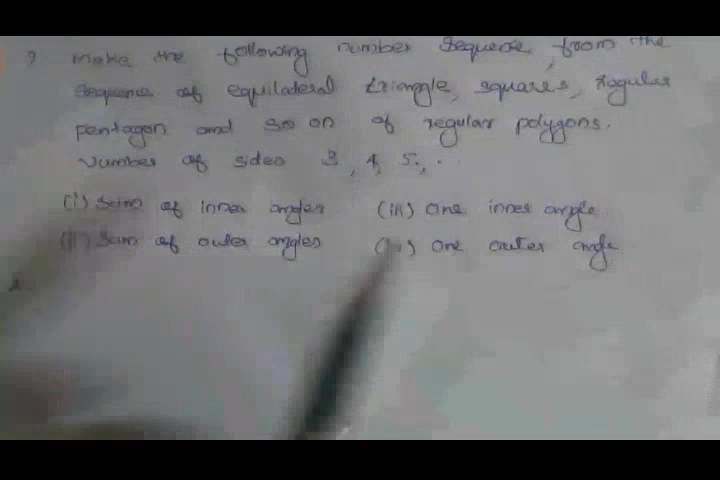 ? Make the following number sequence, from the
sequence of equilateral triangle, squares, regular
pentagon and so on of regular polygons.
Number of sides 3, 4, 5, . .
(i) Sum of inner angles (iii) One inner angle
(ii) Sum of outer angles (iv) One outer angle